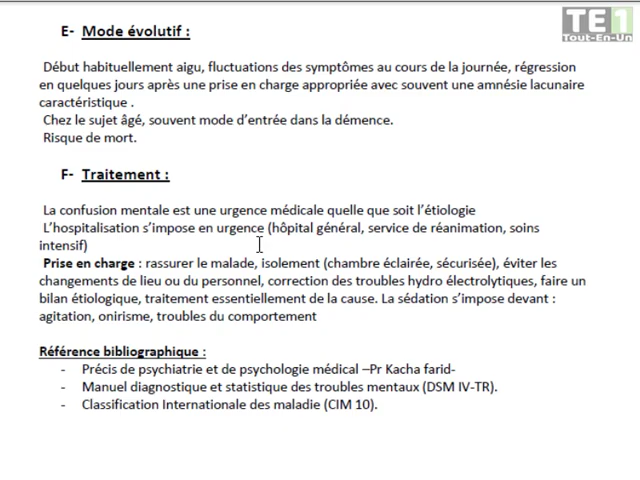 TE1
Tout-En-Un
E- Mode évolutif :
Début habituellement aigu, fluctuations des symptômes au cours de la journée, régression
en quelques jours après une prise en charge appropriée avec souvent une amnésie lacunaire
caractéristique .
Chez le sujet âgé, souvent mode d’entrée dans la démence.
Risque de mort.
F- Traitement :
La confusion mentale est une urgence médicale quelle que soit l’étiologie
L’hospitalisation s’impose en urgence (hôpital général, service de réanimation, soins
intensif)
Prise en charge : rassurer le malade, isolement (chambre éclairée, sécurisée), éviter les
changements de lieu ou du personnel, correction des troubles hydro électrolytiques, faire un
bilan étiologique, traitement essentiellement de la cause. La sédation s’impose devant :
agitation, onirisme, troubles du comportement
Référence bibliographique :
- Précis de psychiatrie et de psychologie médical –Pr Kacha farid-
- Manuel diagnostique et statistique des troubles mentaux (DSM IV-TR).
- Classification Internationale des maladie (CIM 10).